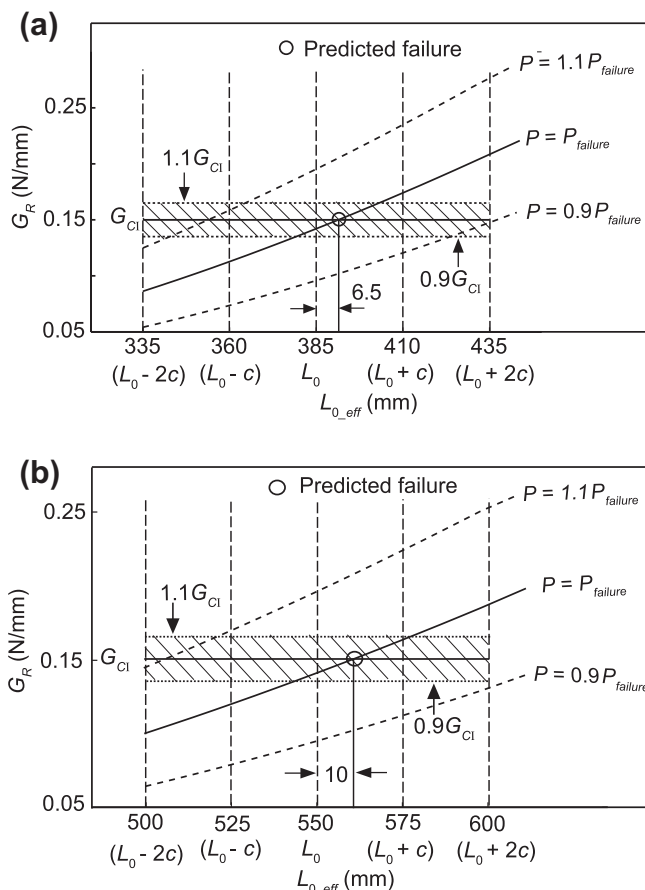 (a)
Predicted failure
P = 1.1P_failure
0.25
1.1G_CI
P = P_failure
G_R (N/mm)
G_CI 0.15
P = 0.9P_failure
6.5
0.9G_CI
0.05
335 360 385 410 435
(L_0 - 2c) (L_0 - c) L_0 (L_0 + c) (L_0 + 2c)
L_0_eff (mm)
(b)
Predicted failure
P = 1.1P_failure
0.25
1.1G_CI
P = P_failure
G_R (N/mm)
G_CI 0.15
P = 0.9P_failure
0.9G_CI
10
0.05
500 525 550 575 600
(L_0 - 2c) (L_0 - c) L_0 (L_0 + c) (L_0 + 2c)
L_0_eff (mm)